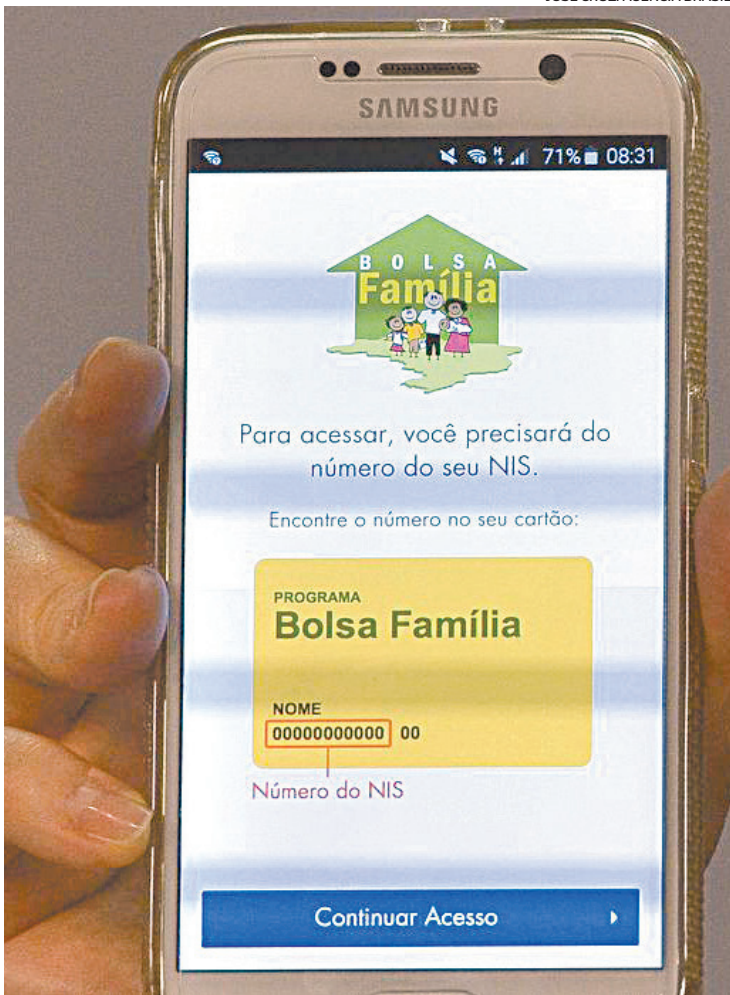 SAMSUNG
H 71% 08:31
BOLSA
Família
Para acessar, você precisará do
número do seu NIS.
Encontre o número no seu cartão:
PROGRAMA
Bolsa Família
NOME
00000000000 00
Número do NIS
Continuar Acesso